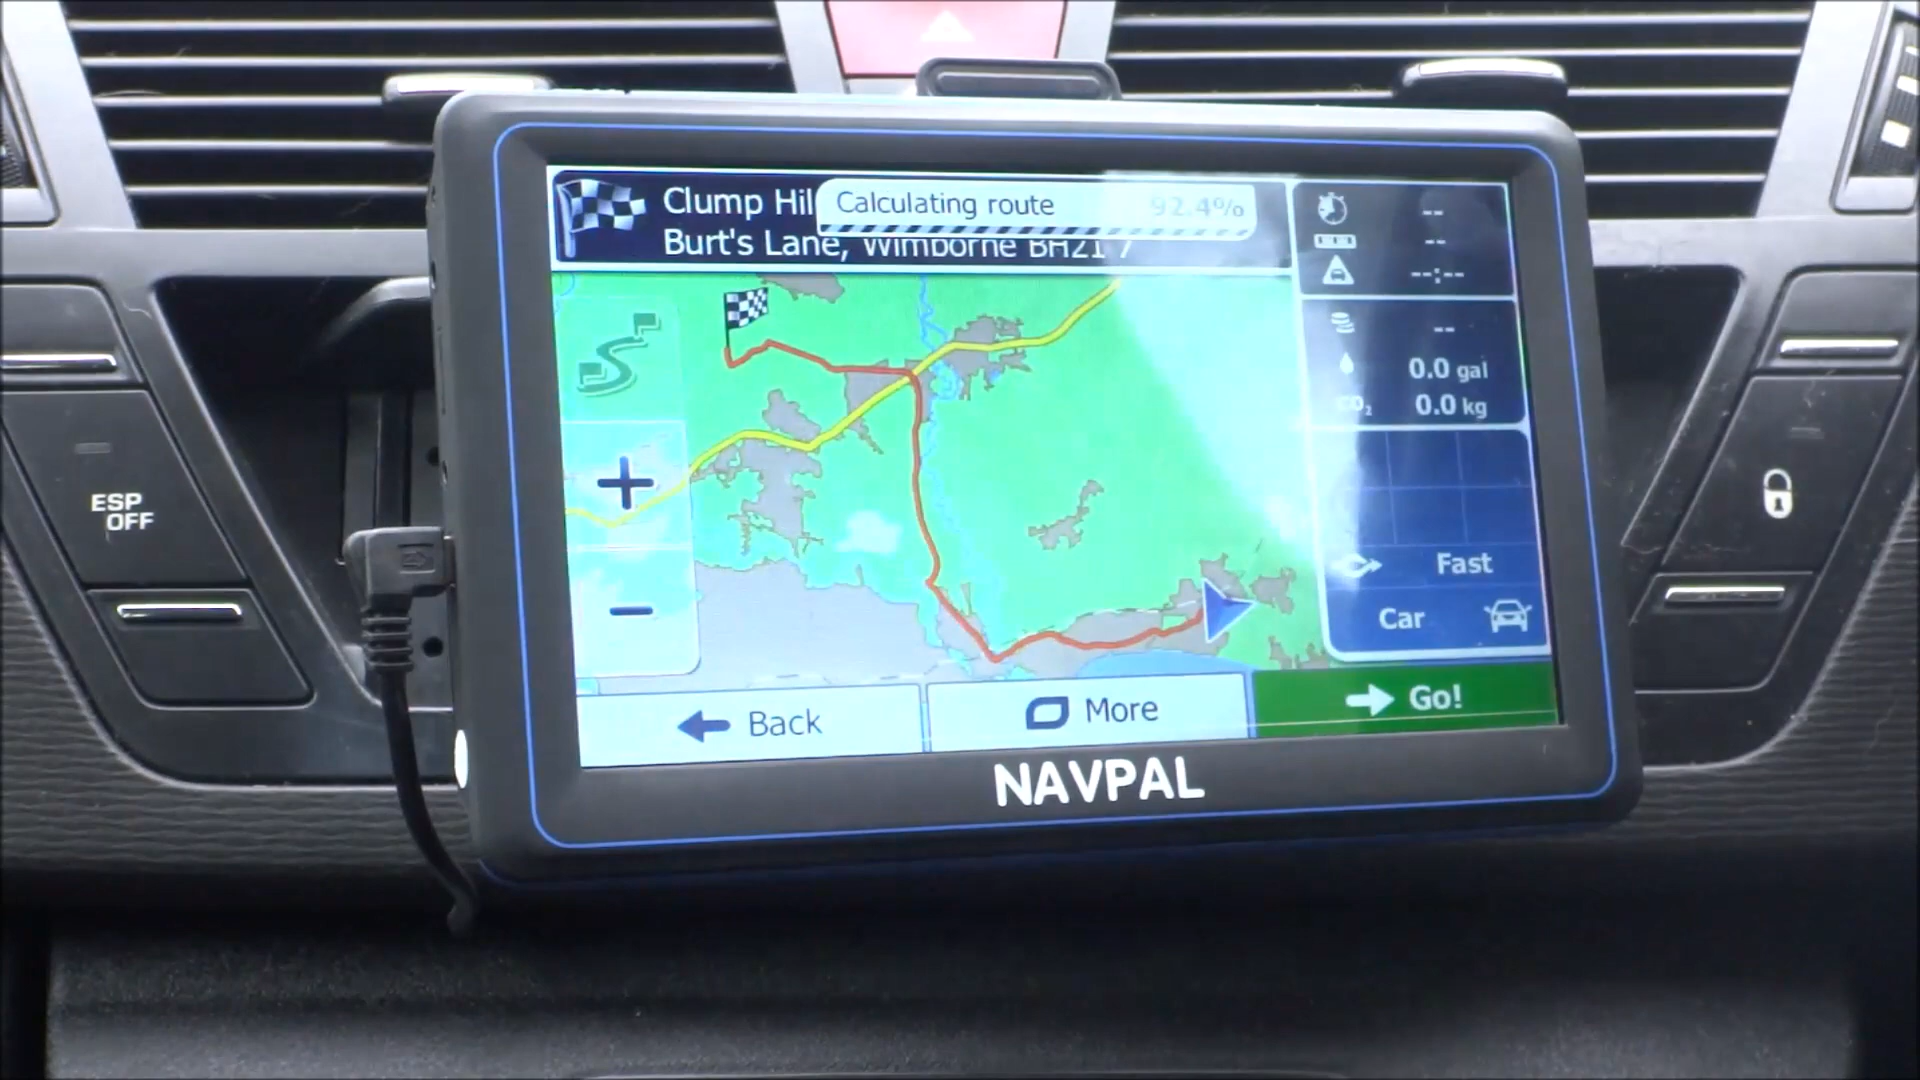 Clump Hil
Calculating route 92.4%
Burt's Lane, Wimborne BH21 7
--
--
--:--
--
0.0 gal
CO₂ 0.0 kg
+
ESP
OFF
Fast
−
Car
Back
More
Go!
NAVPAL